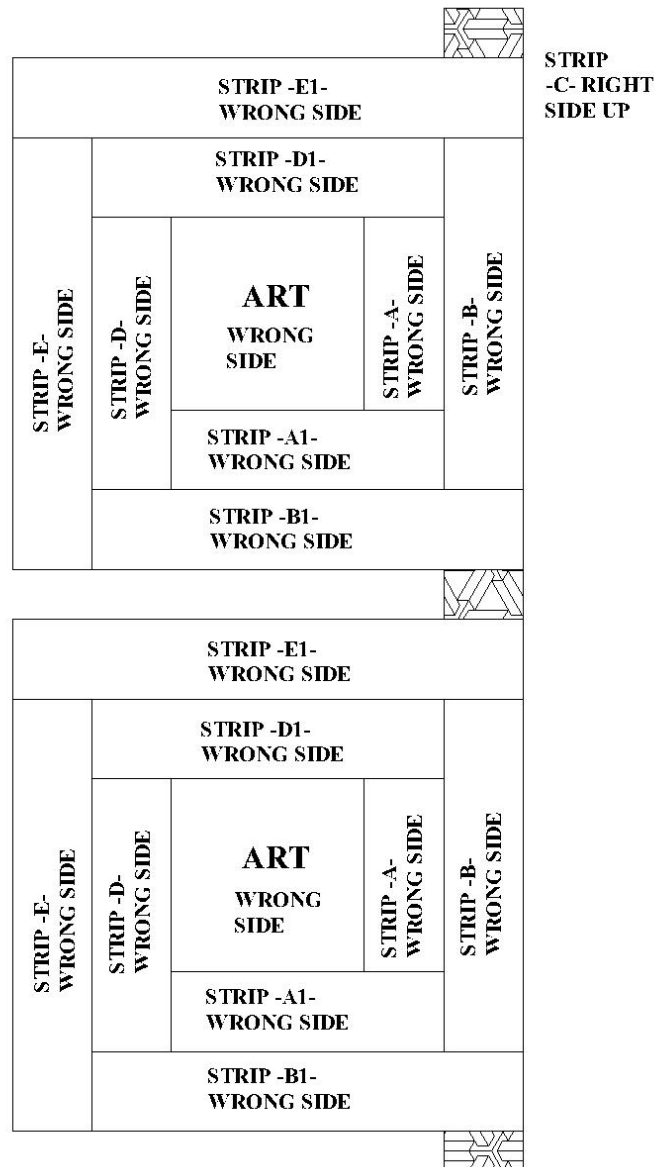 STRIP
-C- RIGHT
SIDE UP
STRIP -E1-
WRONG SIDE
STRIP -D1-
WRONG SIDE
STRIP -E-
WRONG SIDE
STRIP -D-
WRONG SIDE
ART
WRONG
SIDE
STRIP -A-
WRONG SIDE
STRIP -B-
WRONG SIDE
STRIP -A1-
WRONG SIDE
STRIP -B1-
WRONG SIDE
STRIP -E1-
WRONG SIDE
STRIP -D1-
WRONG SIDE
STRIP -E-
WRONG SIDE
STRIP -D-
WRONG SIDE
ART
WRONG
SIDE
STRIP -A-
WRONG SIDE
STRIP -B-
WRONG SIDE
STRIP -A1-
WRONG SIDE
STRIP -B1-
WRONG SIDE